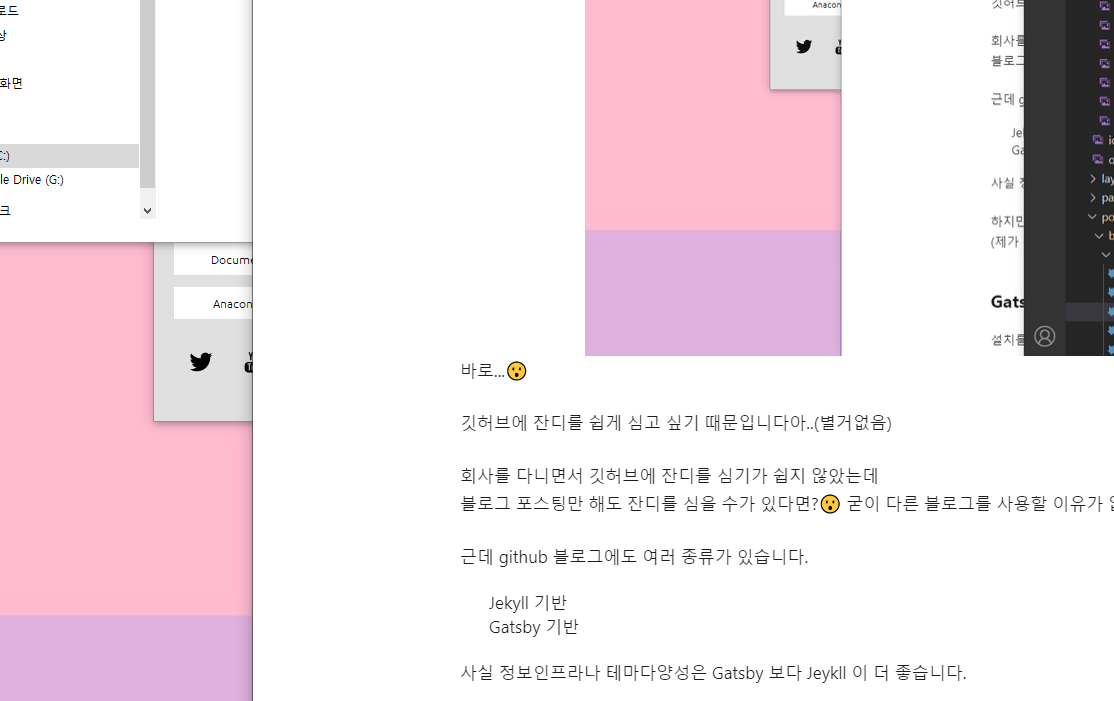 로드
상
화면
C:)
le Drive (G:)
크
Docume
Anacon
Anacon
깃허브
회사를
블로그
근데 g
Jek
Ga
사실 정
하지만
(제가
Gats
설치를
lay
pa
po
b
바로...😮
깃허브에 잔디를 쉽게 심고 싶기 때문입니다아..(별거없음)
회사를 다니면서 깃허브에 잔디를 심기가 쉽지 않았는데
블로그 포스팅만 해도 잔디를 심을 수가 있다면?😮 굳이 다른 블로그를 사용할 이유가
근데 github 블로그에도 여러 종류가 있습니다.
Jekyll 기반
Gatsby 기반
사실 정보인프라나 테마다양성은 Gatsby 보다 Jeykll 이 더 좋습니다.